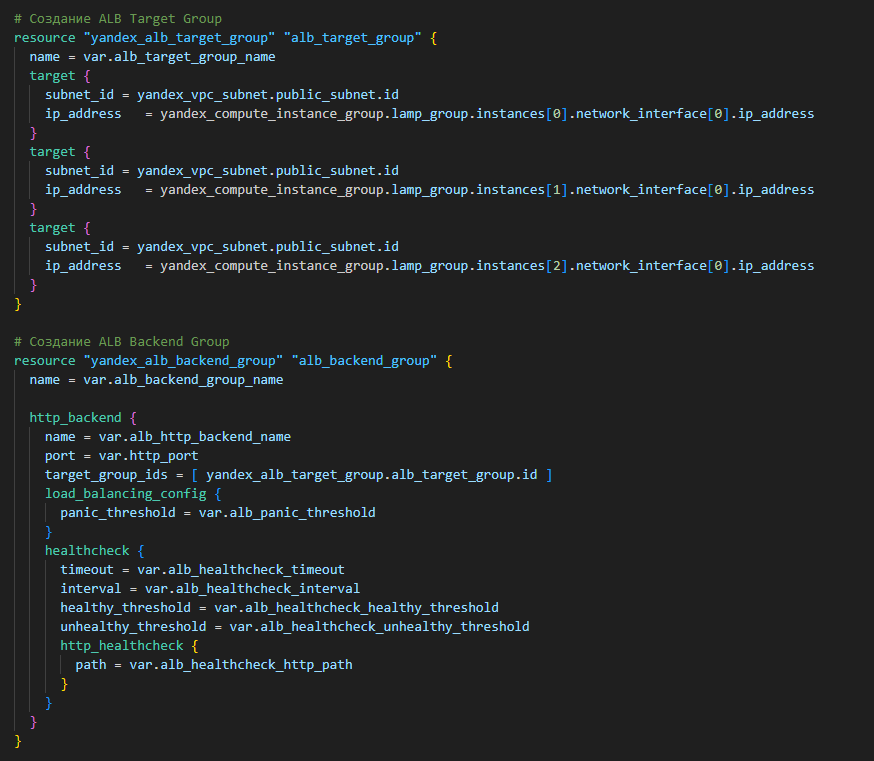 # Создание ALB Target Group
resource "yandex_alb_target_group" "alb_target_group" {
  name = var.alb_target_group_name
  target {
    subnet_id = yandex_vpc_subnet.public_subnet.id
    ip_address   = yandex_compute_instance_group.lamp_group.instances[0].network_interface[0].ip_address
  }
  target {
    subnet_id = yandex_vpc_subnet.public_subnet.id
    ip_address   = yandex_compute_instance_group.lamp_group.instances[1].network_interface[0].ip_address
  }
  target {
    subnet_id = yandex_vpc_subnet.public_subnet.id
    ip_address   = yandex_compute_instance_group.lamp_group.instances[2].network_interface[0].ip_address
  }
}

# Создание ALB Backend Group
resource "yandex_alb_backend_group" "alb_backend_group" {
  name = var.alb_backend_group_name

  http_backend {
    name = var.alb_http_backend_name
    port = var.http_port
    target_group_ids = [ yandex_alb_target_group.alb_target_group.id ]
    load_balancing_config {
      panic_threshold = var.alb_panic_threshold
    }
    healthcheck {
      timeout = var.alb_healthcheck_timeout
      interval = var.alb_healthcheck_interval
      healthy_threshold = var.alb_healthcheck_healthy_threshold
      unhealthy_threshold = var.alb_healthcheck_unhealthy_threshold
      http_healthcheck {
        path = var.alb_healthcheck_http_path
      }
    }
  }
}